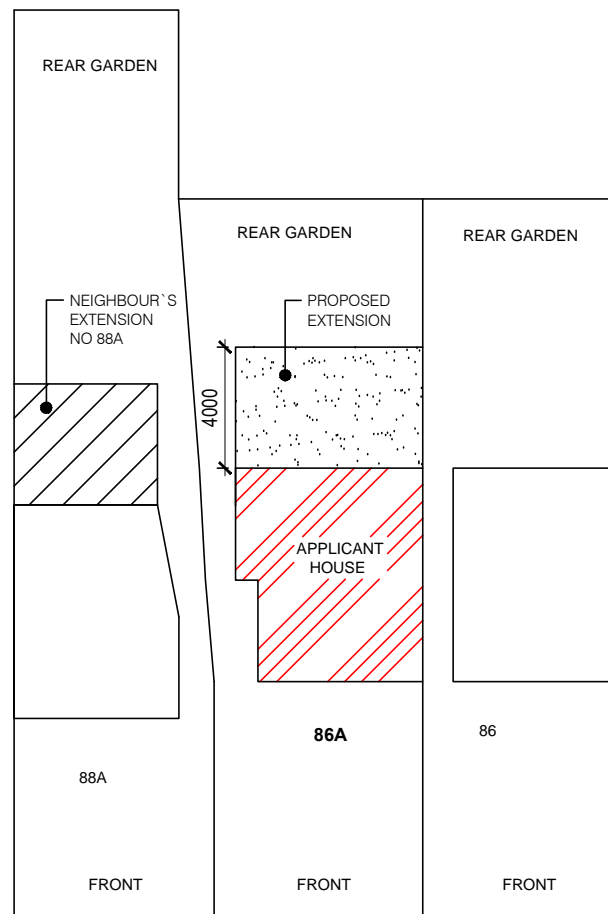 REAR GARDEN
REAR GARDEN
REAR GARDEN
NEIGHBOUR`S
EXTENSION
NO 88A
PROPOSED
EXTENSION
4000
APPLICANT
HOUSE
86A
86
88A
FRONT
FRONT
FRONT